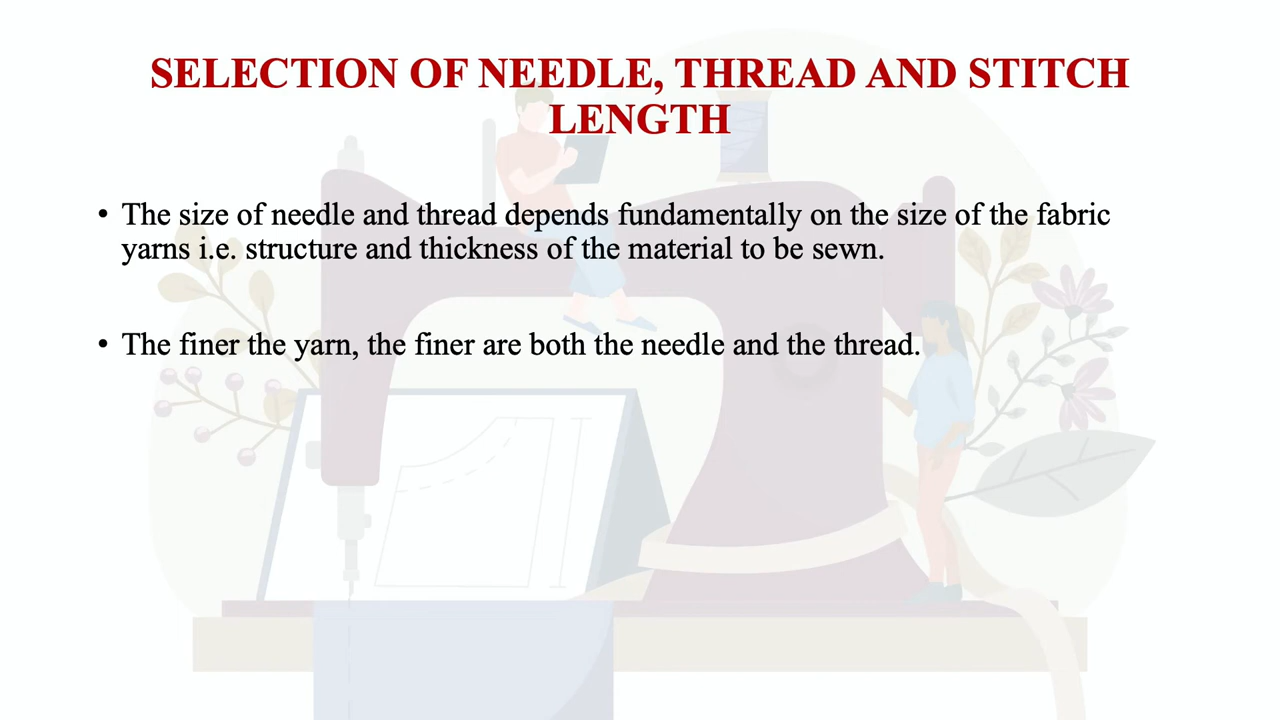 SELECTION OF NEEDLE, THREAD AND STITCH
LENGTH
• The size of needle and thread depends fundamentally on the size of the fabric
yarns i.e. structure and thickness of the material to be sewn.
• The finer the yarn, the finer are both the needle and the thread.